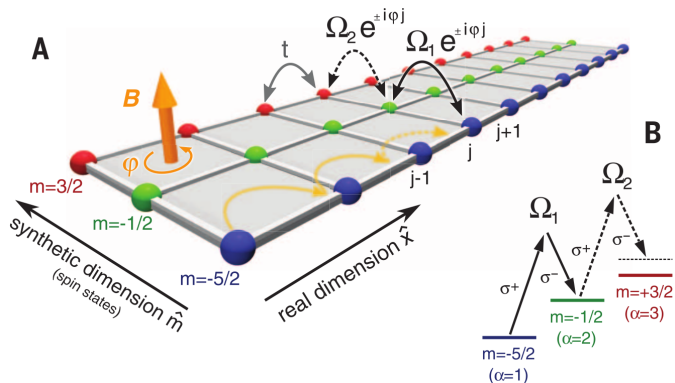 A
t
Ω₂e^{±iφj}
Ω₁e^{±iφj}
B
φ
m=3/2
m=-1/2
m=-5/2
j-1
j
j+1
synthetic dimension m̂
(spin states)
real dimension x̂
B
Ω₁
Ω₂
σ+
σ−
σ+
σ−
m=-5/2
(α=1)
m=-1/2
(α=2)
m=+3/2
(α=3)